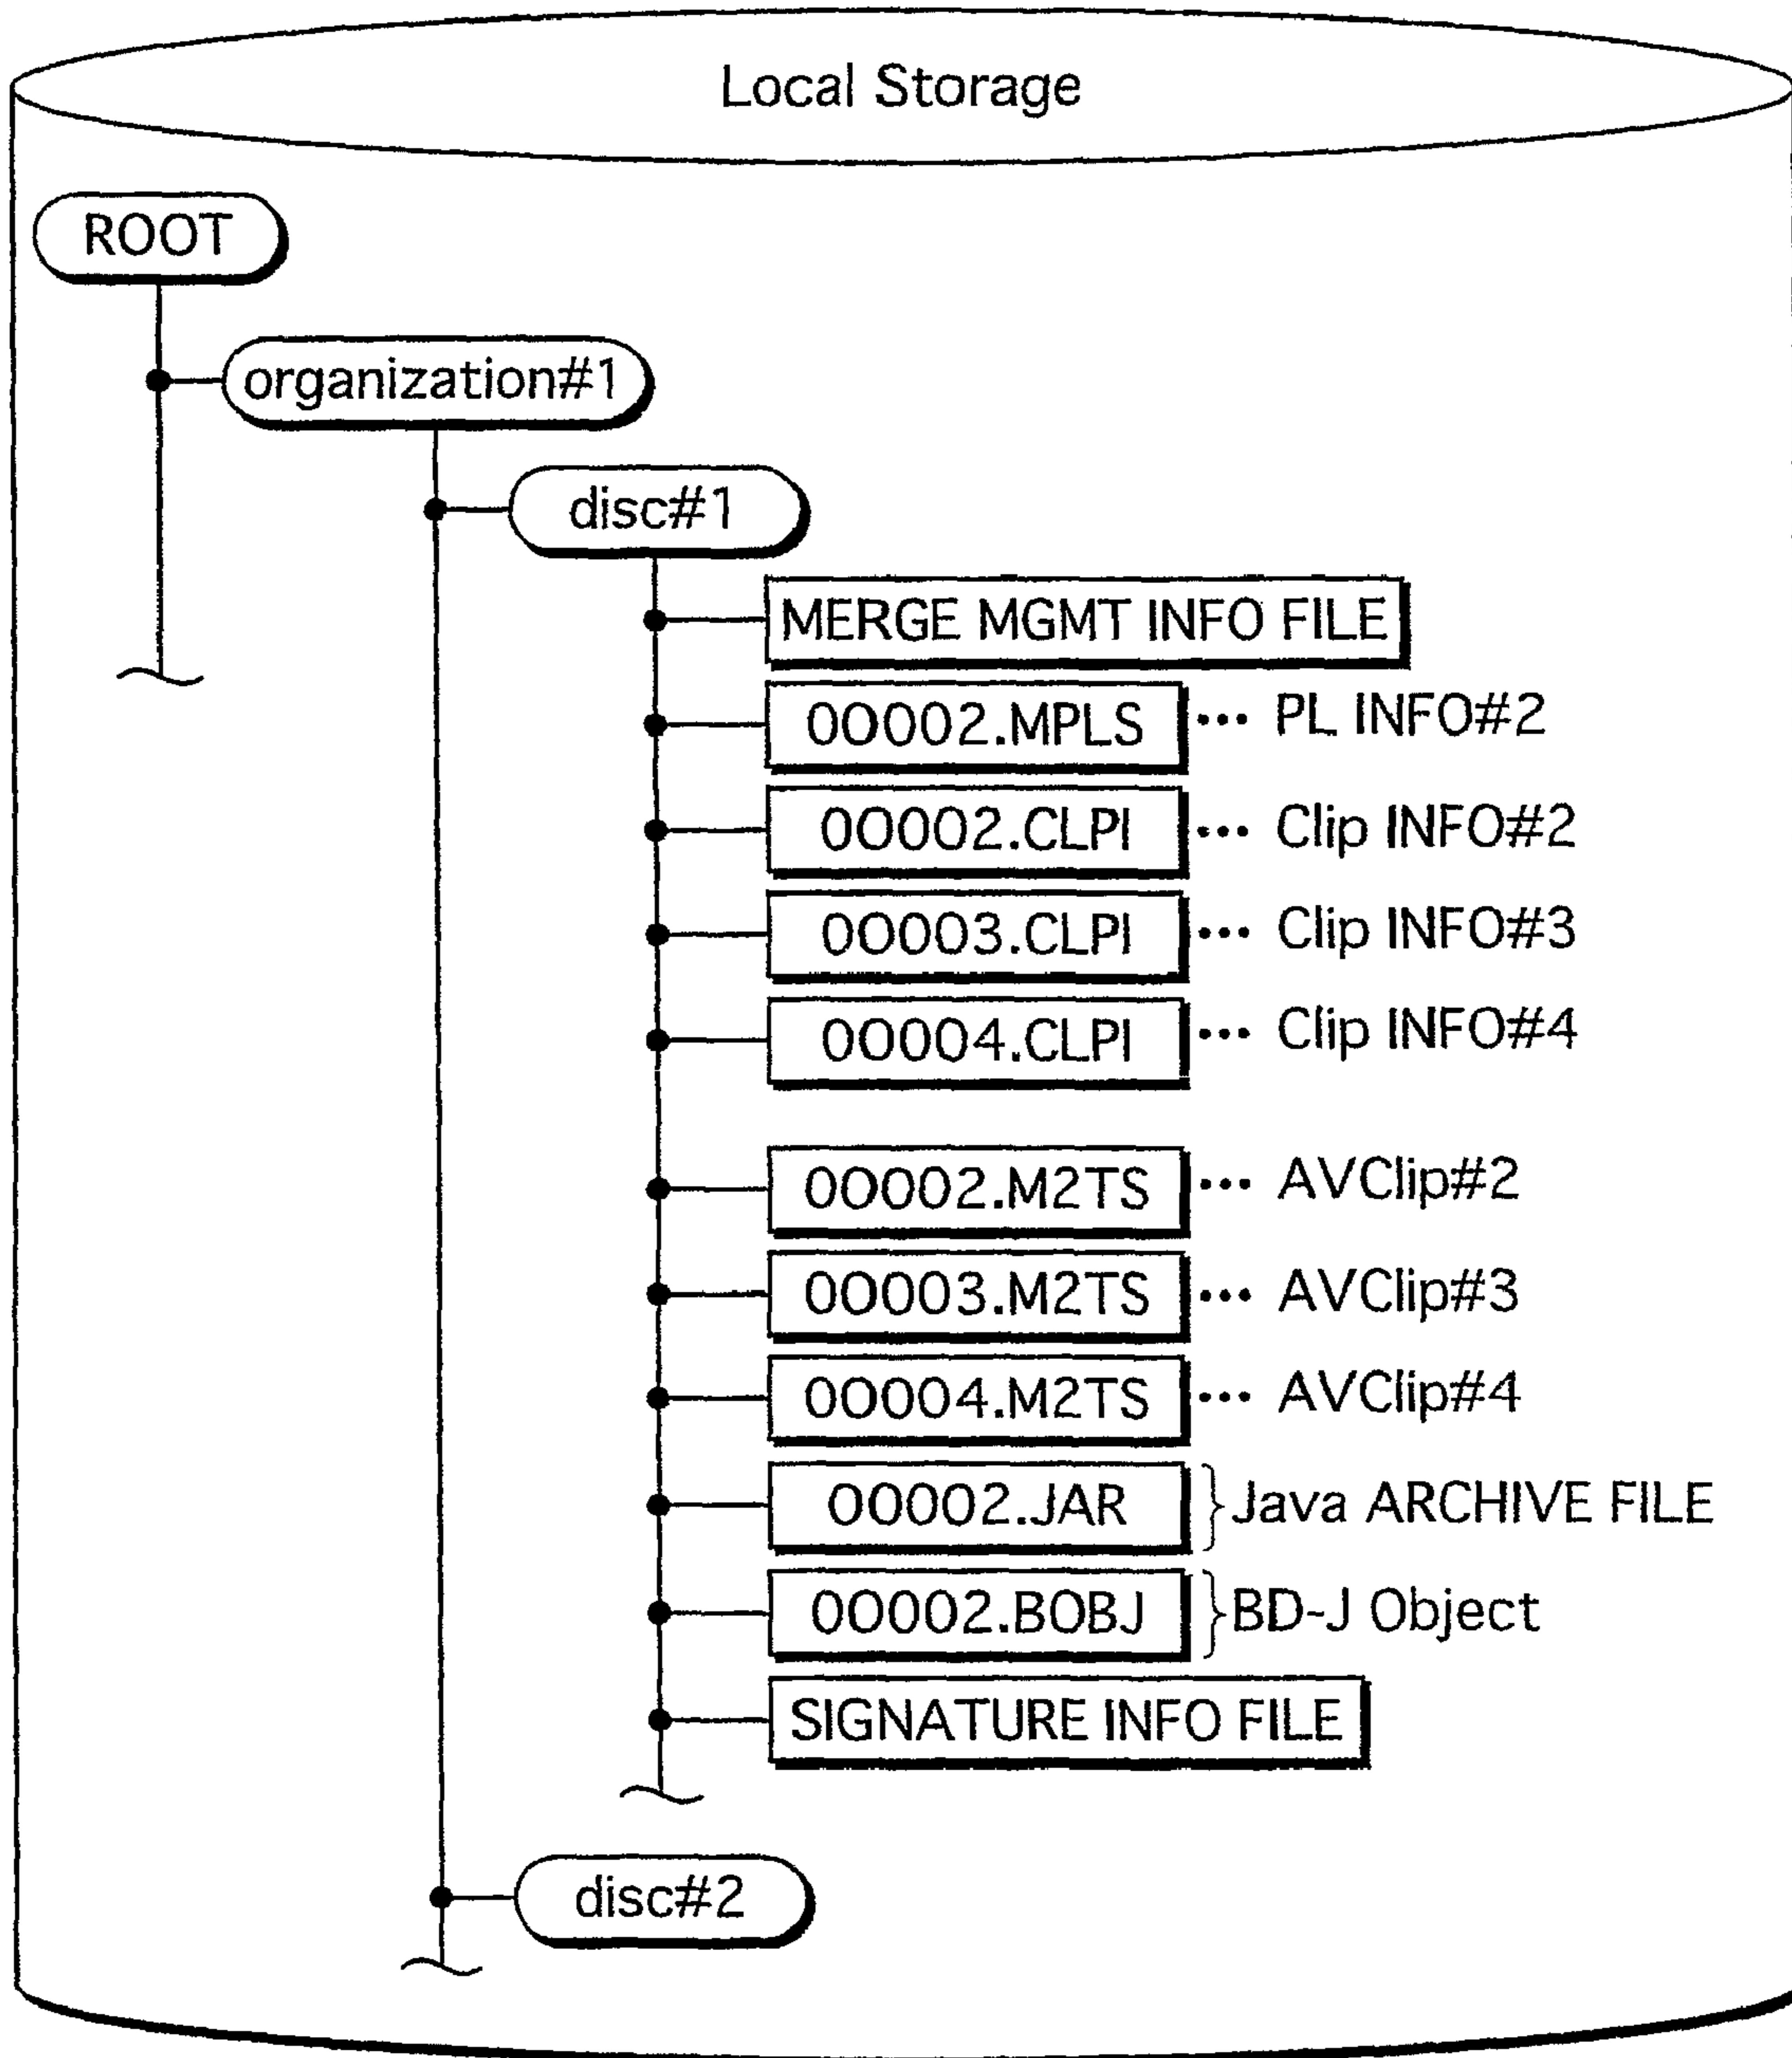 Local Storage
ROOT
organization#1
disc#1
MERGE MGMT INFO FILE
00002.MPLS ... PL INFO#2
00002.CLPI ... Clip INFO#2
00003.CLPI ... Clip INFO#3
00004.CLPI ... Clip INFO#4
00002.M2TS ... AVClip#2
00003.M2TS ... AVClip#3
00004.M2TS ... AVClip#4
00002.JAR } Java ARCHIVE FILE
00002.BOBJ } BD-J Object
SIGNATURE INFO FILE
disc#2